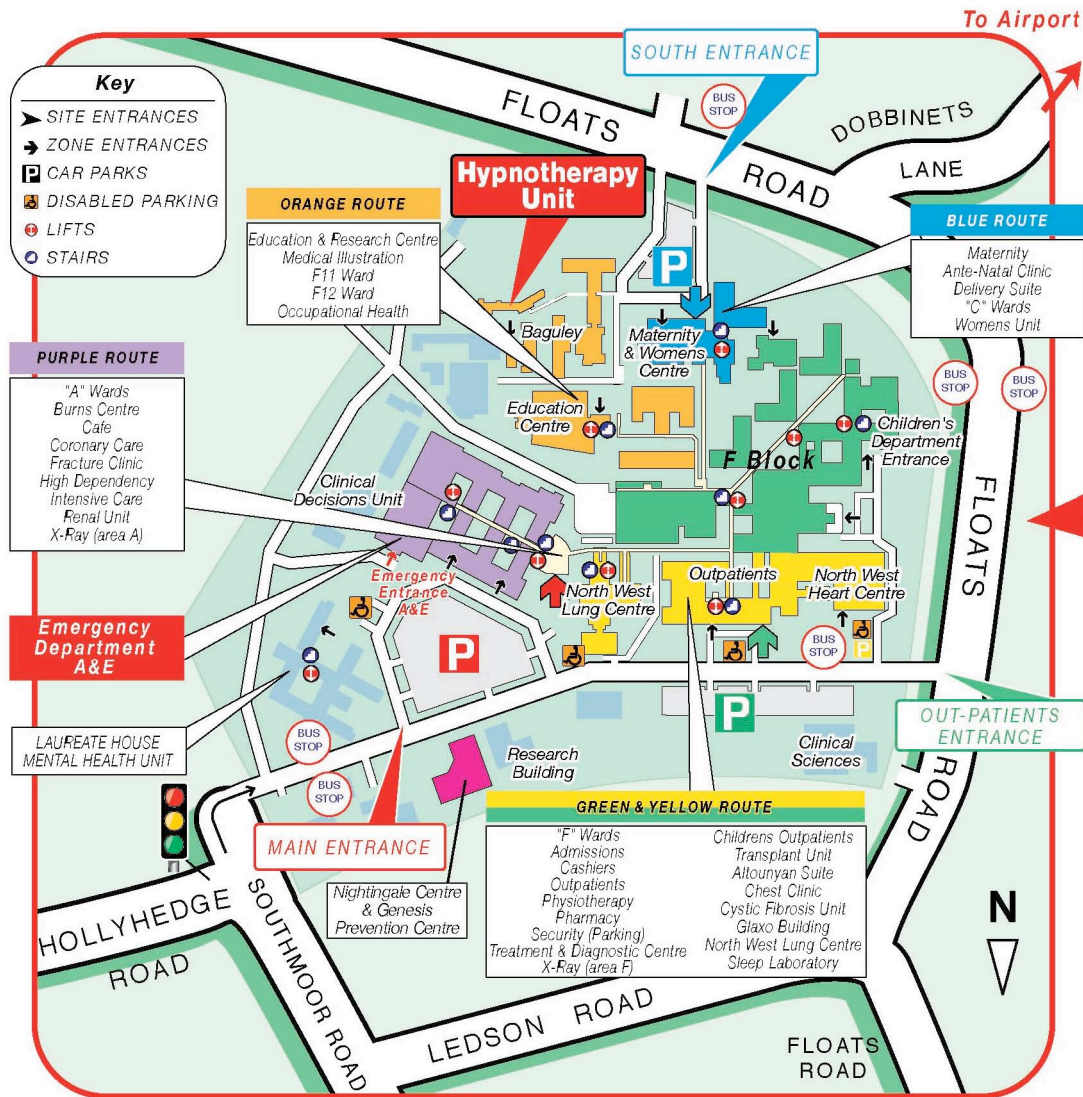 To Airport
SOUTH ENTRANCE
Key
SITE ENTRANCES
ZONE ENTRANCES
P CAR PARKS
DISABLED PARKING
LIFTS
STAIRS
FLOATS
ROAD
BUS
STOP
DOBBINETS
LANE
Hypnotherapy
Unit
ORANGE ROUTE
Education & Research Centre
Medical Illustration
F11 Ward
F12 Ward
Occupational Health
P
BLUE ROUTE
Maternity
Ante-Natal Clinic
Delivery Suite
"C" Wards
Womens Unit
PURPLE ROUTE
"A" Wards
Burns Centre
Cafe
Coronary Care
Fracture Clinic
High Dependency
Intensive Care
Renal Unit
X-Ray (area A)
Baguley
Maternity
& Womens
Centre
BUS
STOP
BUS
STOP
Education
Centre
Children's
Department
Entrance
F Block
Clinical
Decisions Unit
FLOATS
Emergency
Entrance
A&E
North West
Lung Centre
Outpatients
North West
Heart Centre
Emergency
Department
A&E
P
BUS
STOP
P
P
LAUREATE HOUSE
MENTAL HEALTH UNIT
BUS
STOP
BUS
STOP
Research
Building
Clinical
Sciences
OUT-PATIENTS
ENTRANCE
ROAD
MAIN ENTRANCE
Nightingale Centre
& Genesis
Prevention Centre
GREEN & YELLOW ROUTE
"F" Wards
Admissions
Cashiers
Outpatients
Physiotherapy
Pharmacy
Security (Parking)
Treatment & Diagnostic Centre
X-Ray (area F)
Childrens Outpatients
Transplant Unit
Altounyan Suite
Chest Clinic
Cystic Fibrosis Unit
Glaxo Building
North West Lung Centre
Sleep Laboratory
N
HOLLYHEDGE
ROAD
SOUTHMOOR ROAD
LEDSON ROAD
FLOATS
ROAD